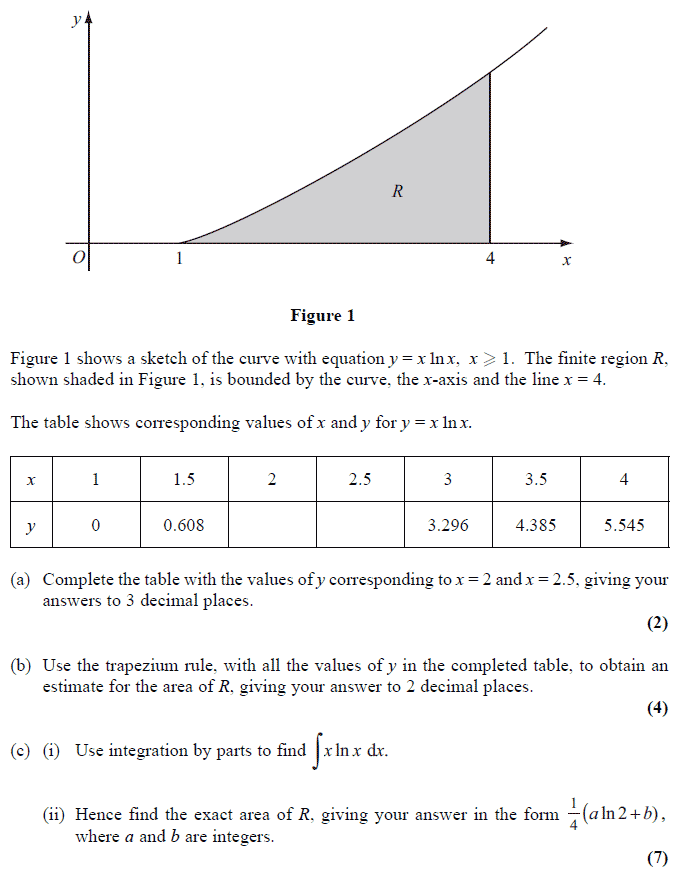 y
R
O
1
4
x
Figure 1
Figure 1 shows a sketch of the curve with equation y = x ln x, x ⩾ 1. The finite region R,
shown shaded in Figure 1, is bounded by the curve, the x-axis and the line x = 4.
The table shows corresponding values of x and y for y = x ln x.
x 1 1.5 2 2.5 3 3.5 4
y 0 0.608 3.296 4.385 5.545
(a) Complete the table with the values of y corresponding to x = 2 and x = 2.5, giving your
answers to 3 decimal places.
(2)
(b) Use the trapezium rule, with all the values of y in the completed table, to obtain an
estimate for the area of R, giving your answer to 2 decimal places.
(4)
(c) (i) Use integration by parts to find ∫ x ln x dx.
(ii) Hence find the exact area of R, giving your answer in the form 1/4 (a ln 2 + b),
where a and b are integers.
(7)